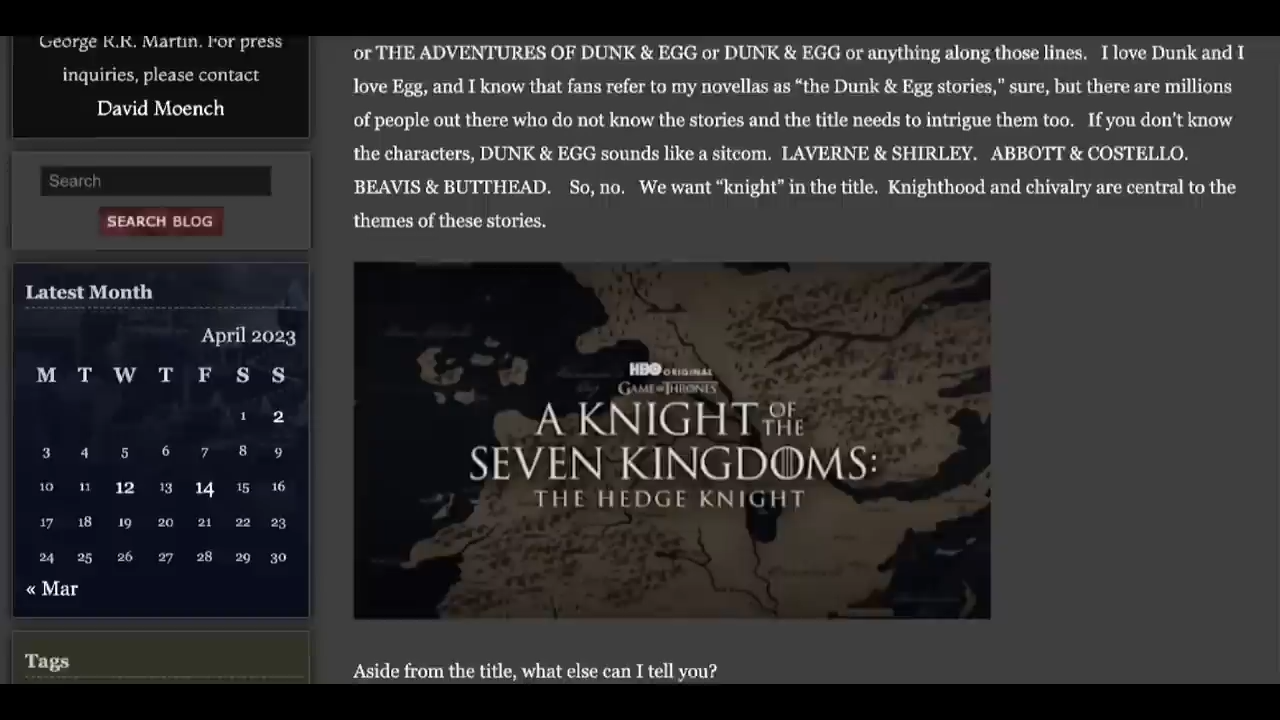 George R.R. Martin. For press
inquiries, please contact
David Moench
Search
SEARCH BLOG
Latest Month
April 2023
M T W T F S S
1 2
3 4 5 6 7 8 9
10 11 12 13 14 15 16
17 18 19 20 21 22 23
24 25 26 27 28 29 30
« Mar
Tags
or THE ADVENTURES OF DUNK & EGG or DUNK & EGG or anything along those lines. I love Dunk and I
love Egg, and I know that fans refer to my novellas as “the Dunk & Egg stories,” sure, but there are millions
of people out there who do not know the stories and the title needs to intrigue them too. If you don’t know
the characters, DUNK & EGG sounds like a sitcom. LAVERNE & SHIRLEY. ABBOTT & COSTELLO.
BEAVIS & BUTTHEAD. So, no. We want “knight” in the title. Knighthood and chivalry are central to the
themes of these stories.
HBO ORIGINAL
GAME OF THRONES
A KNIGHT OF THE
SEVEN KINGDOMS:
THE HEDGE KNIGHT
Aside from the title, what else can I tell you?